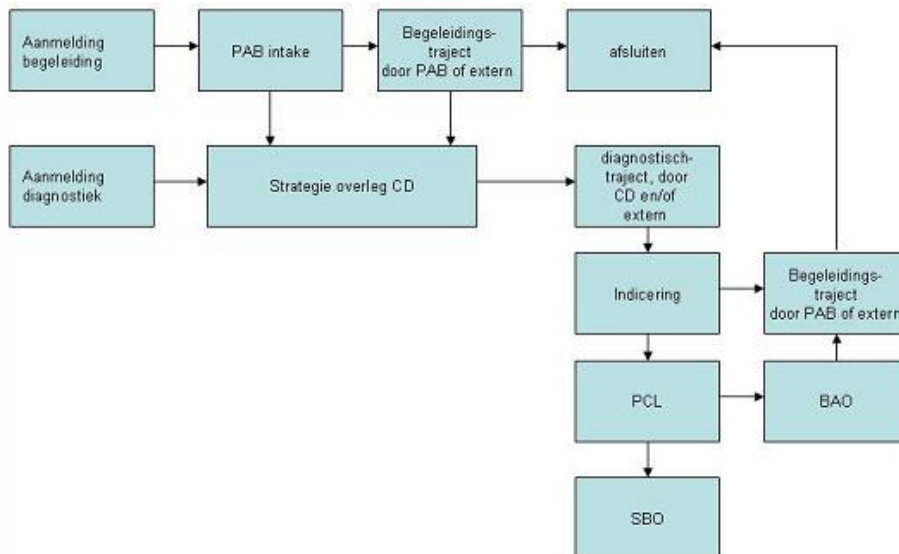 Aanmelding
begeleiding
PAB intake
Begeleidings-
traject
door PAB of extern
afsluiten
Aanmelding
diagnostiek
Strategie overleg CD
diagnostisch-
traject, door
CD en/of
extern
Indicering
Begeleidings-
traject
door PAB of extern
PCL
BAO
SBO